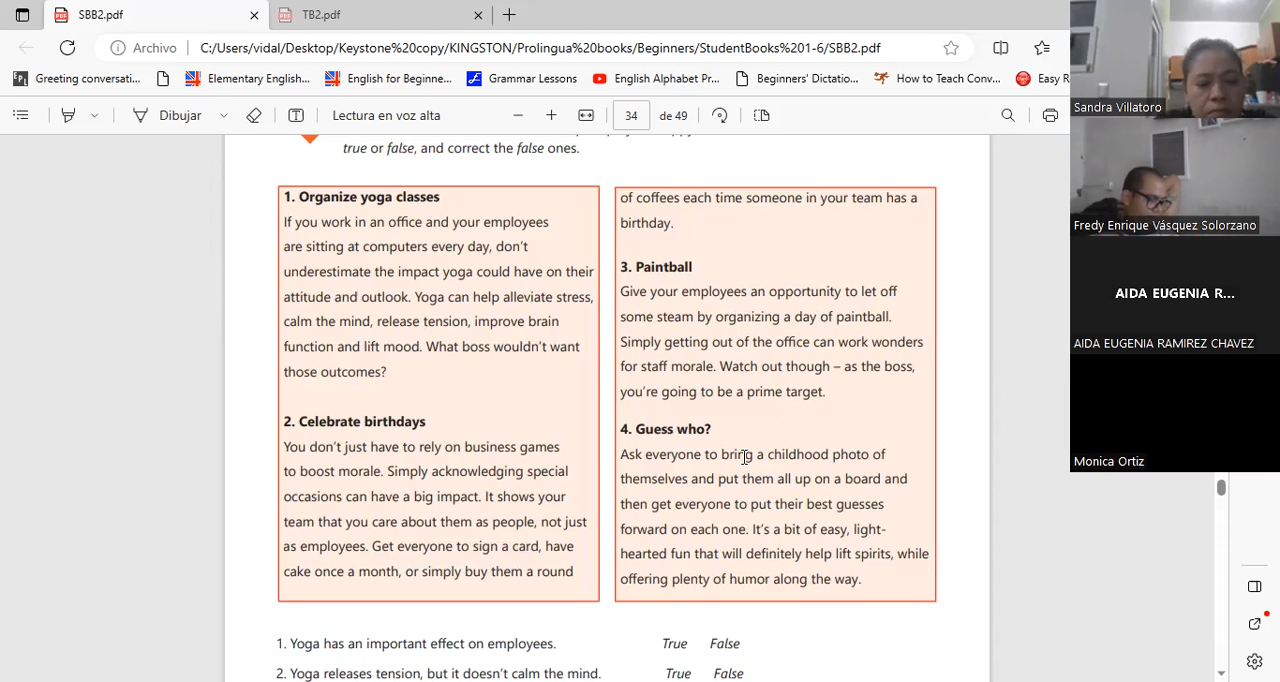 SBB2.pdf
TB2.pdf
Archivo
C:/Users/vidal/Desktop/Keystone%20copy/KINGSTON/Prolingua%20books/Beginners/StudentBooks%201-6/SBB2.pdf
Greeting conversati...
Elementary English...
English for Beginne...
Grammar Lessons
English Alphabet Pr...
Beginners' Dictatio...
How to Teach Conv...
Easy R
Dibujar
Lectura en voz alta
34
de 49
true or false, and correct the false ones.
1. Organize yoga classes
If you work in an office and your employees
are sitting at computers every day, don't
underestimate the impact yoga could have on their
attitude and outlook. Yoga can help alleviate stress,
calm the mind, release tension, improve brain
function and lift mood. What boss wouldn't want
those outcomes?
2. Celebrate birthdays
You don't just have to rely on business games
to boost morale. Simply acknowledging special
occasions can have a big impact. It shows your
team that you care about them as people, not just
as employees. Get everyone to sign a card, have
cake once a month, or simply buy them a round
of coffees each time someone in your team has a
birthday.
3. Paintball
Give your employees an opportunity to let off
some steam by organizing a day of paintball.
Simply getting out of the office can work wonders
for staff morale. Watch out though – as the boss,
you're going to be a prime target.
4. Guess who?
Ask everyone to bring a childhood photo of
themselves and put them all up on a board and
then get everyone to put their best guesses
forward on each one. It's a bit of easy, light-
hearted fun that will definitely help lift spirits, while
offering plenty of humor along the way.
1. Yoga has an important effect on employees. True False
2. Yoga releases tension, but it doesn't calm the mind. True False
Sandra Villatoro
Fredy Enrique Vásquez Solorzano
AIDA EUGENIA R...
AIDA EUGENIA RAMIREZ CHAVEZ
Monica Ortiz